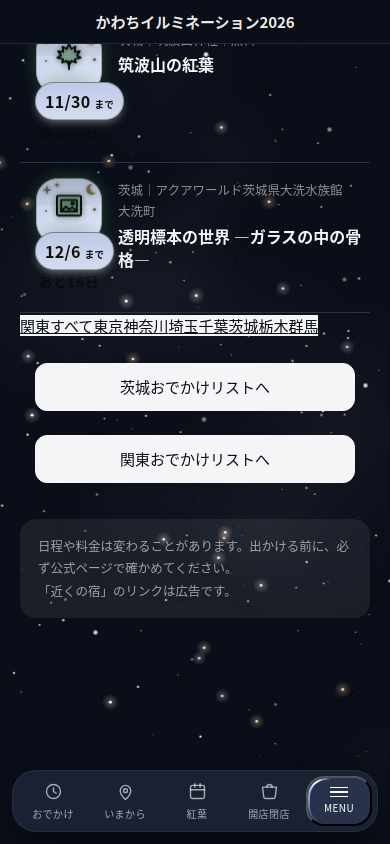 かわちイルミネーション2026
筑波山の紅葉
11/30 まで
茨城｜アクアワールド茨城県大洗水族館
大洗町
透明標本の世界 ―ガラスの中の骨
格―
12/6 まで
あと16日
関東すべて東京神奈川埼玉千葉茨城栃木群馬
茨城おでかけリストへ
関東おでかけリストへ
日程や料金は変わることがあります。出かける前に、必
ず公式ページで確かめてください。
「近くの宿」のリンクは広告です。
おでかけ
いまから
紅葉
開店閉店
MENU